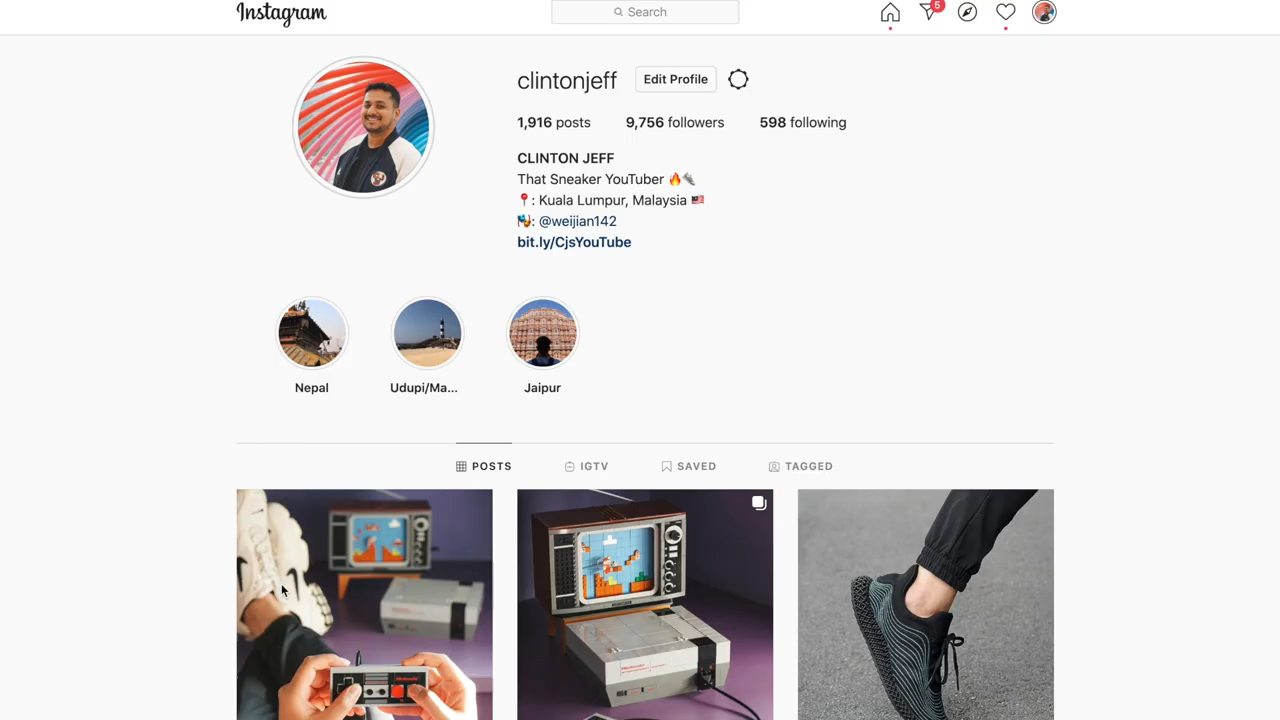 Instagram
Search
5
clintonjeff
Edit Profile
1,916 posts
9,756 followers
598 following
CLINTON JEFF
That Sneaker YouTuber 🔥👟
📍: Kuala Lumpur, Malaysia 🇲🇾
: @weijian142
bit.ly/CjsYouTube
Nepal
Udupi/Ma...
Jaipur
POSTS
IGTV
SAVED
TAGGED
Nintendo